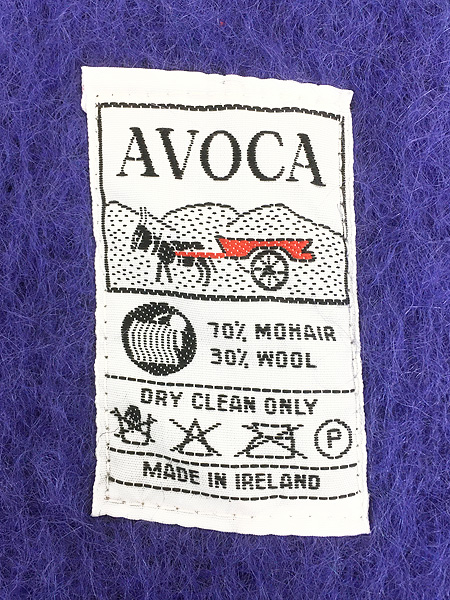 AVOCA
70% MOHAIR
30% WOOL
DRY CLEAN ONLY
P
MADE IN IRELAND